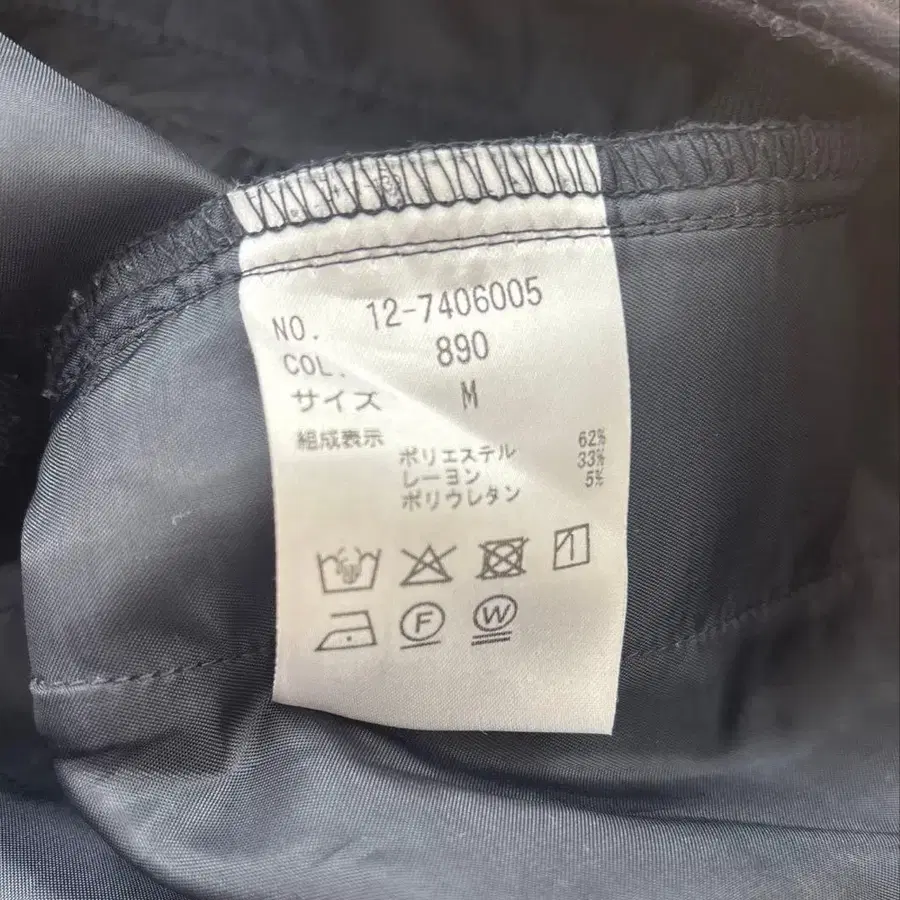 NO. 12-7406005
COL. 890
サイズ M
組成表示
ポリエステル 62%
レーヨン 33%
ポリウレタン 5%
F W